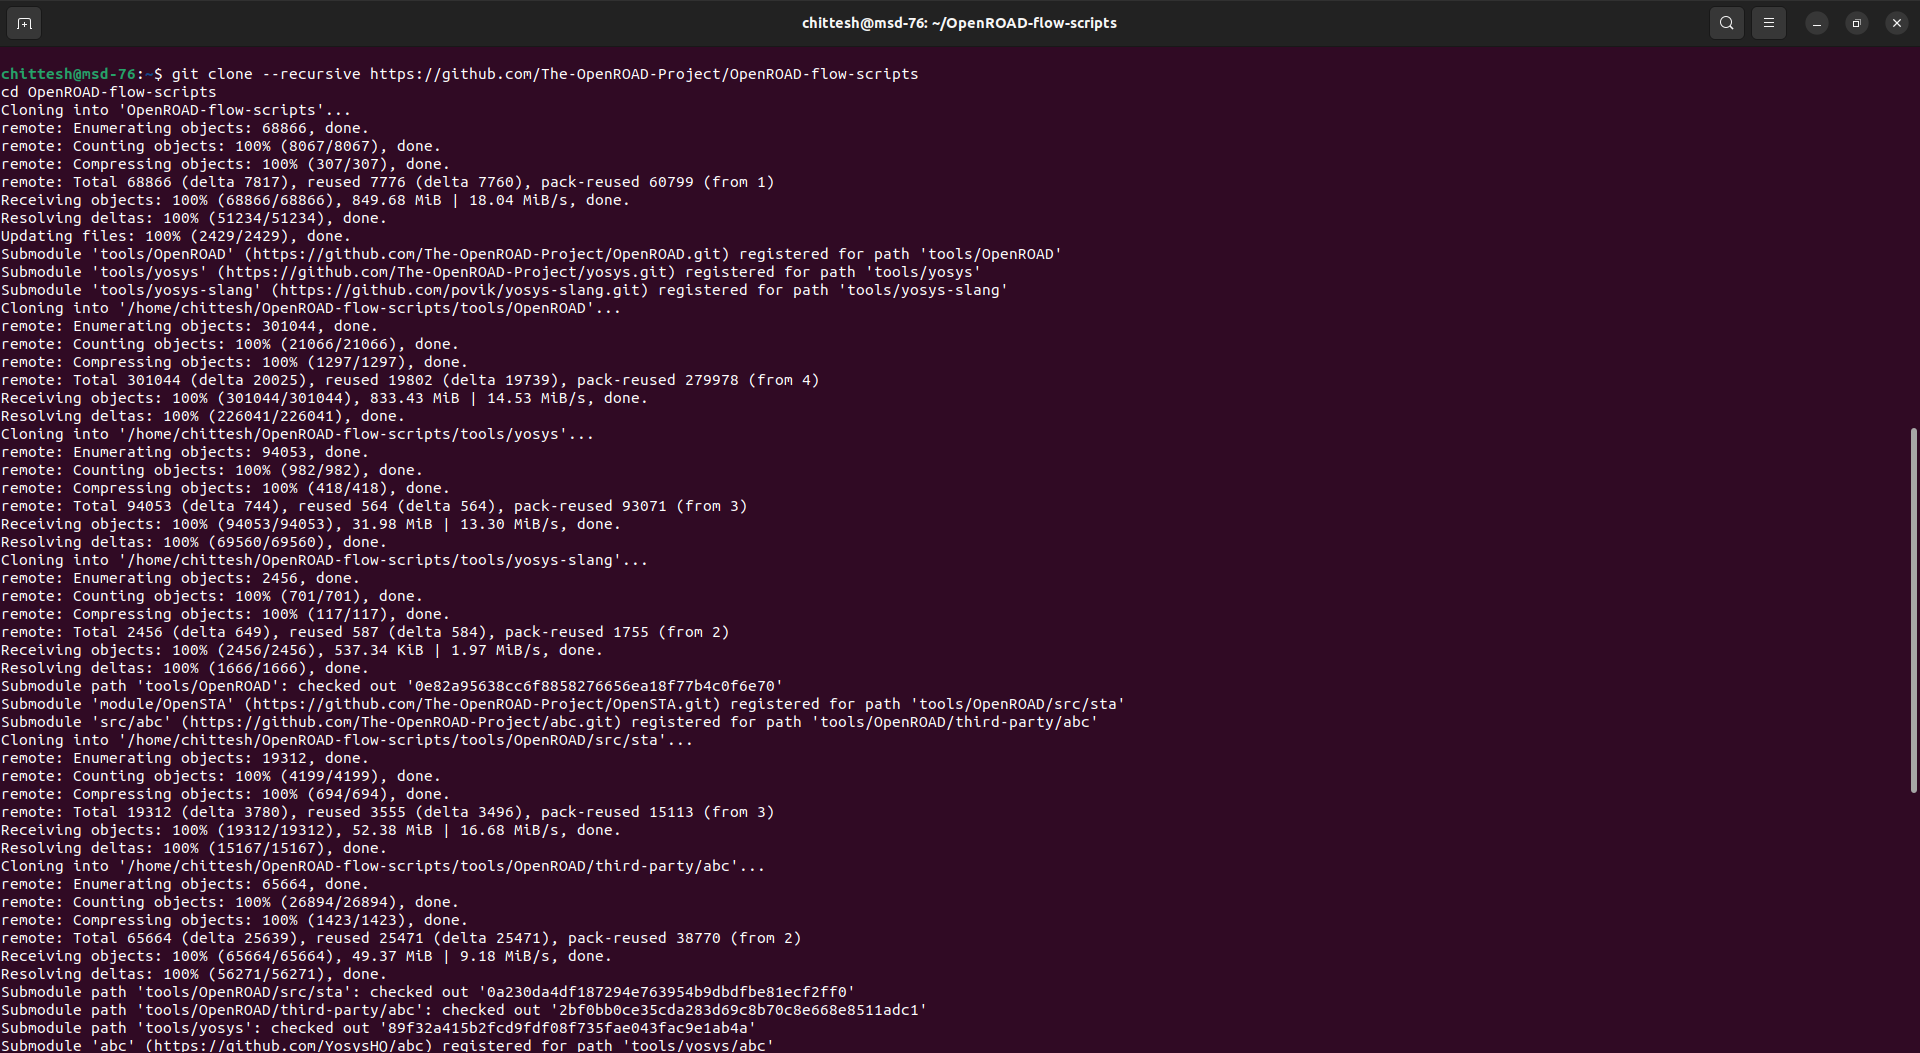 chittesh@msd-76: ~/OpenROAD-flow-scripts
chittesh@msd-76:~$ git clone --recursive https://github.com/The-OpenROAD-Project/OpenROAD-flow-scripts
cd OpenROAD-flow-scripts
Cloning into 'OpenROAD-flow-scripts'...
remote: Enumerating objects: 68866, done.
remote: Counting objects: 100% (8067/8067), done.
remote: Compressing objects: 100% (307/307), done.
remote: Total 68866 (delta 7817), reused 7776 (delta 7760), pack-reused 60799 (from 1)
Receiving objects: 100% (68866/68866), 849.68 MiB | 18.04 MiB/s, done.
Resolving deltas: 100% (51234/51234), done.
Updating files: 100% (2429/2429), done.
Submodule 'tools/OpenROAD' (https://github.com/The-OpenROAD-Project/OpenROAD.git) registered for path 'tools/OpenROAD'
Submodule 'tools/yosys' (https://github.com/The-OpenROAD-Project/yosys.git) registered for path 'tools/yosys'
Submodule 'tools/yosys-slang' (https://github.com/povik/yosys-slang.git) registered for path 'tools/yosys-slang'
Cloning into '/home/chittesh/OpenROAD-flow-scripts/tools/OpenROAD'...
remote: Enumerating objects: 301044, done.
remote: Counting objects: 100% (21066/21066), done.
remote: Compressing objects: 100% (1297/1297), done.
remote: Total 301044 (delta 20025), reused 19802 (delta 19739), pack-reused 279978 (from 4)
Receiving objects: 100% (301044/301044), 833.43 MiB | 14.53 MiB/s, done.
Resolving deltas: 100% (226041/226041), done.
Cloning into '/home/chittesh/OpenROAD-flow-scripts/tools/yosys'...
remote: Enumerating objects: 94053, done.
remote: Counting objects: 100% (982/982), done.
remote: Compressing objects: 100% (418/418), done.
remote: Total 94053 (delta 744), reused 564 (delta 564), pack-reused 93071 (from 3)
Receiving objects: 100% (94053/94053), 31.98 MiB | 13.30 MiB/s, done.
Resolving deltas: 100% (69560/69560), done.
Cloning into '/home/chittesh/OpenROAD-flow-scripts/tools/yosys-slang'...
remote: Enumerating objects: 2456, done.
remote: Counting objects: 100% (701/701), done.
remote: Compressing objects: 100% (117/117), done.
remote: Total 2456 (delta 649), reused 587 (delta 584), pack-reused 1755 (from 2)
Receiving objects: 100% (2456/2456), 537.34 KiB | 1.97 MiB/s, done.
Resolving deltas: 100% (1666/1666), done.
Submodule path 'tools/OpenROAD': checked out '0e82a95638cc6f8858276656ea18f77b4c0f6e70'
Submodule 'module/OpenSTA' (https://github.com/The-OpenROAD-Project/OpenSTA.git) registered for path 'tools/OpenROAD/src/sta'
Submodule 'src/abc' (https://github.com/The-OpenROAD-Project/abc.git) registered for path 'tools/OpenROAD/third-party/abc'
Cloning into '/home/chittesh/OpenROAD-flow-scripts/tools/OpenROAD/src/sta'...
remote: Enumerating objects: 19312, done.
remote: Counting objects: 100% (4199/4199), done.
remote: Compressing objects: 100% (694/694), done.
remote: Total 19312 (delta 3780), reused 3555 (delta 3496), pack-reused 15113 (from 3)
Receiving objects: 100% (19312/19312), 52.38 MiB | 16.68 MiB/s, done.
Resolving deltas: 100% (15167/15167), done.
Cloning into '/home/chittesh/OpenROAD-flow-scripts/tools/OpenROAD/third-party/abc'...
remote: Enumerating objects: 65664, done.
remote: Counting objects: 100% (26894/26894), done.
remote: Compressing objects: 100% (1423/1423), done.
remote: Total 65664 (delta 25639), reused 25471 (delta 25471), pack-reused 38770 (from 2)
Receiving objects: 100% (65664/65664), 49.37 MiB | 9.18 MiB/s, done.
Resolving deltas: 100% (56271/56271), done.
Submodule path 'tools/OpenROAD/src/sta': checked out '0a230da4df187294e763954b9dbdfbe81ecf2ff0'
Submodule path 'tools/OpenROAD/third-party/abc': checked out '2bf0bb0ce35cda283d69c8b70c8e668e8511adc1'
Submodule path 'tools/yosys': checked out '89f32a415b2fcd9fdf08f735fae043fac9e1ab4a'
Submodule 'abc' (https://github.com/YosysHQ/abc) registered for path 'tools/yosys/abc'